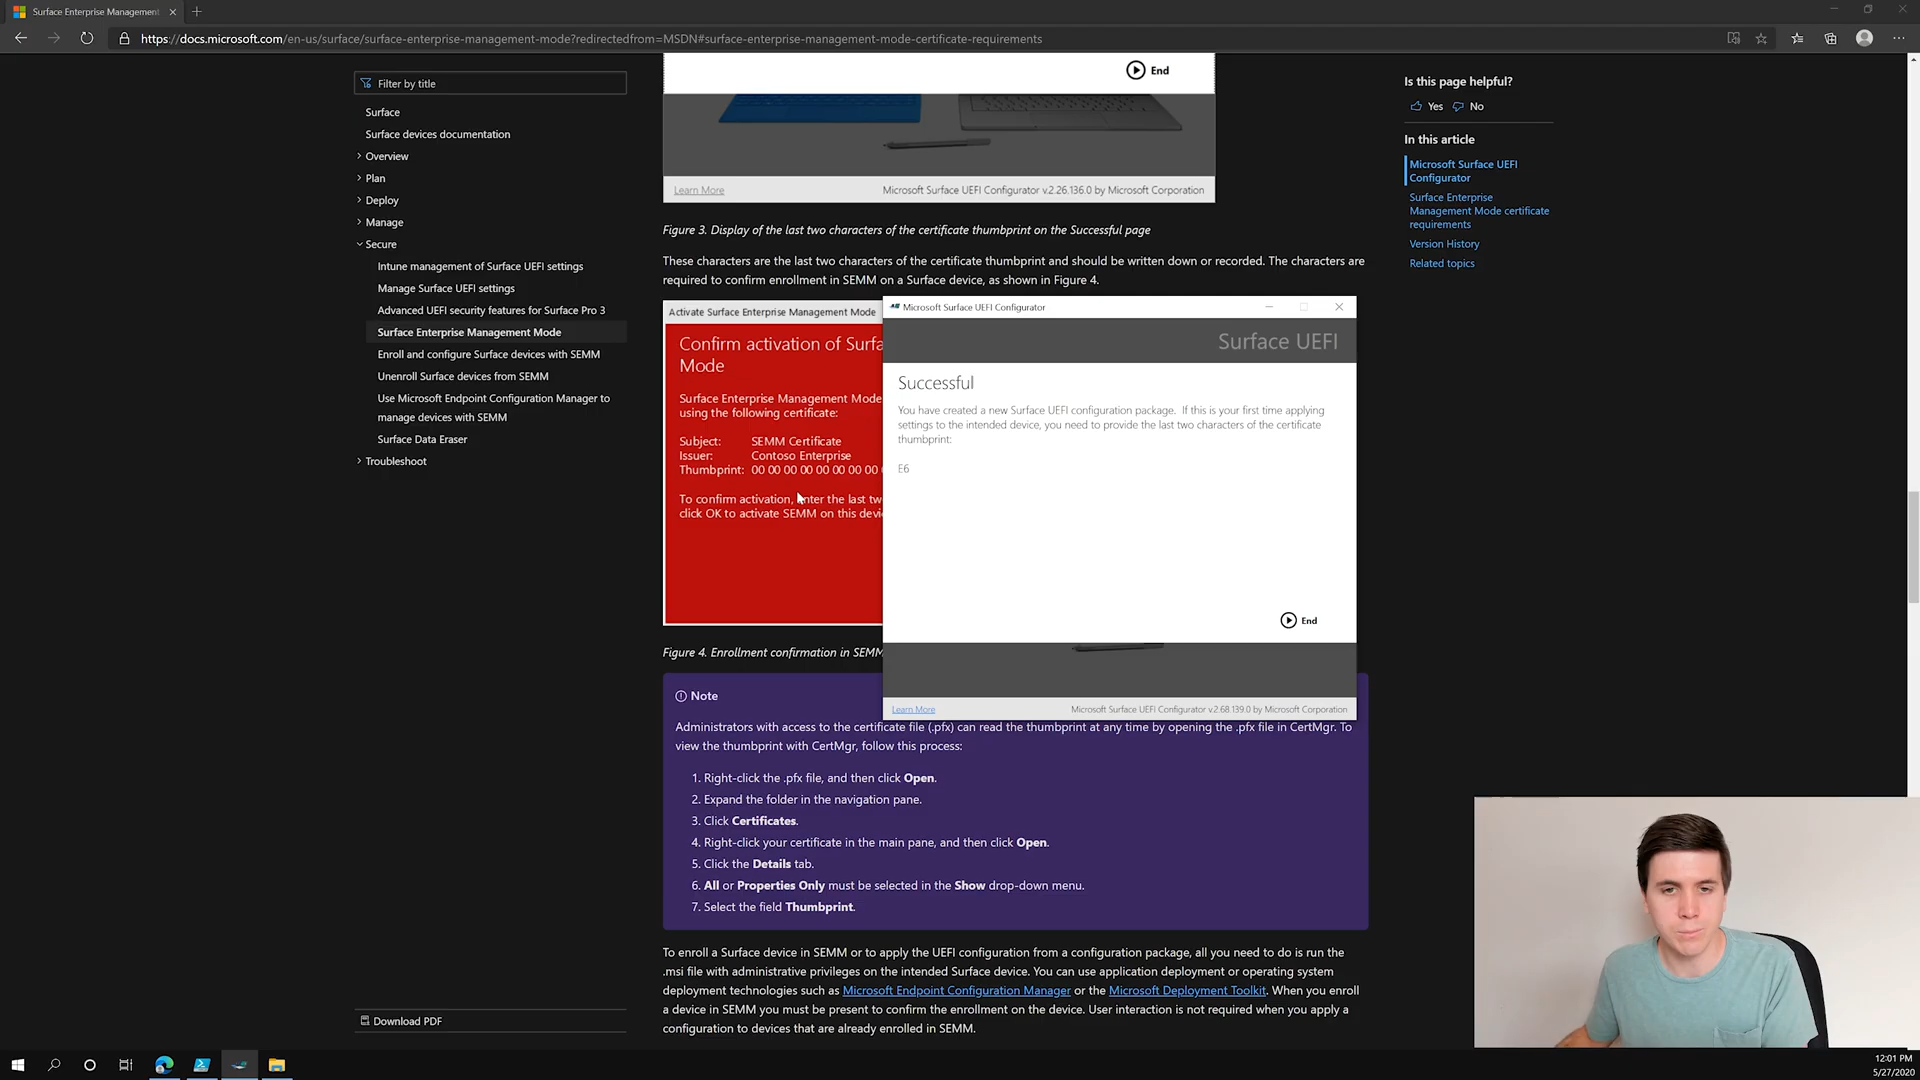 Surface Enterprise Management
https://docs.microsoft.com/en-us/surface/surface-enterprise-management-mode?redirectedfrom=MSDN#surface-enterprise-management-mode-certificate-requirements
Filter by title
Surface
Surface devices documentation
Overview
Plan
Deploy
Manage
Secure
Intune management of Surface UEFI settings
Manage Surface UEFI settings
Advanced UEFI security features for Surface Pro 3
Surface Enterprise Management Mode
Enroll and configure Surface devices with SEMM
Unenroll Surface devices from SEMM
Use Microsoft Endpoint Configuration Manager to
manage devices with SEMM
Surface Data Eraser
Troubleshoot
Download PDF
End
Learn More
Microsoft Surface UEFI Configurator v.2.26.136.0 by Microsoft Corporation
Figure 3. Display of the last two characters of the certificate thumbprint on the Successful page
These characters are the last two characters of the certificate thumbprint and should be written down or recorded. The characters are
required to confirm enrollment in SEMM on a Surface device, as shown in Figure 4.
Activate Surface Enterprise Management Mode
Confirm activation of Surfa
Mode
Surface Enterprise Management Mode
using the following certificate:
Subject: SEMM Certificate
Issuer: Contoso Enterprise
Thumbprint: 00 00 00 00 00 00 00 00
To confirm activation, enter the last tw
click OK to activate SEMM on this devi
Microsoft Surface UEFI Configurator
Surface UEFI
Successful
You have created a new Surface UEFI configuration package. If this is your first time applying
settings to the intended device, you need to provide the last two characters of the certificate
thumbprint:
E6
End
Learn More
Microsoft Surface UEFI Configurator v.2.68.139.0 by Microsoft Corporation
Figure 4. Enrollment confirmation in SEMM
Note
Administrators with access to the certificate file (.pfx) can read the thumbprint at any time by opening the .pfx file in CertMgr. To
view the thumbprint with CertMgr, follow this process:
1. Right-click the .pfx file, and then click Open.
2. Expand the folder in the navigation pane.
3. Click Certificates.
4. Right-click your certificate in the main pane, and then click Open.
5. Click the Details tab.
6. All or Properties Only must be selected in the Show drop-down menu.
7. Select the field Thumbprint.
To enroll a Surface device in SEMM or to apply the UEFI configuration from a configuration package, all you need to do is run the
.msi file with administrative privileges on the intended Surface device. You can use application deployment or operating system
deployment technologies such as Microsoft Endpoint Configuration Manager or the Microsoft Deployment Toolkit. When you enroll
a device in SEMM you must be present to confirm the enrollment on the device. User interaction is not required when you apply a
configuration to devices that are already enrolled in SEMM.
Is this page helpful?
Yes No
In this article
Microsoft Surface UEFI
Configurator
Surface Enterprise
Management Mode certificate
requirements
Version History
Related topics
12:01 PM
5/27/2020